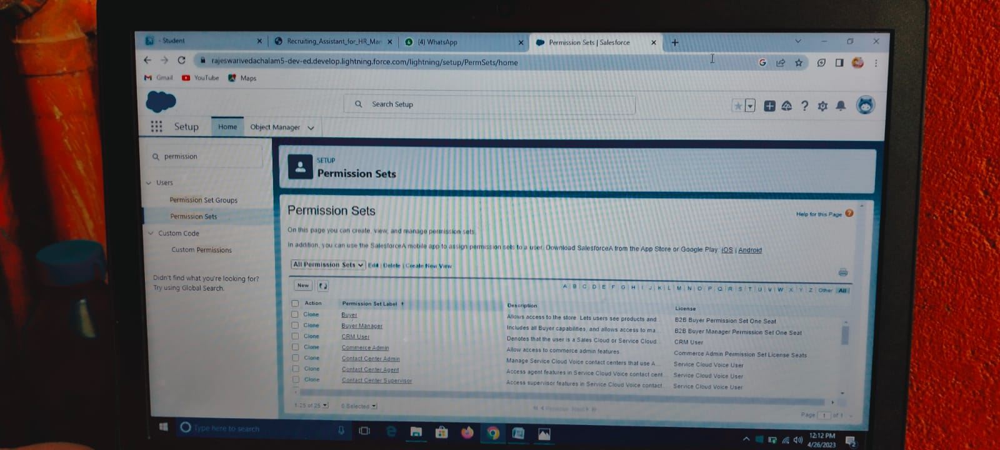 - Student
Recruiting_Assistant_for_HR_Man
(4) WhatsApp
Permission Sets | Salesforce
rajeswarivedachalam5-dev-ed.develop.lightning.force.com/lightning/setup/PermSets/home
Gmail YouTube Maps
Search Setup
Setup Home Object Manager
permission
Users
Permission Set Groups
Permission Sets
Custom Code
Custom Permissions
Didn't find what you're looking for?
Try using Global Search.
SETUP
Permission Sets
Permission Sets
Help for this Page ?
On this page you can create, view, and manage permission sets.
In addition, you can use the SalesforceA mobile app to assign permission sets to a user. Download SalesforceA from the App Store or Google Play: iOS | Android
All Permission Sets Edit | Delete | Create New View
New A | B | C | D | E | F | G | H | I | J | K | L | M | N | O | P | Q | R | S | T | U | V | W | X | Y | Z | Other | All
Action Permission Set Label ↑ Description License
Clone Buyer Allows access to the store. Lets users see products and... B2B Buyer Permission Set One Seat
Clone Buyer Manager Includes all Buyer capabilities, and allows access to ma... B2B Buyer Manager Permission Set One Seat
Clone CRM User Denotes that the user is a Sales Cloud or Service Cloud... CRM User
Clone Commerce Admin Allow access to commerce admin features. Commerce Admin Permission Set License Seats
Clone Contact Center Admin Manage Service Cloud Voice contact centers that use A... Service Cloud Voice User
Clone Contact Center Agent Access agent features in Service Cloud Voice contact cent... Service Cloud Voice User
Clone Contact Center Supervisor Access supervisor features in Service Cloud Voice contact... Service Cloud Voice User
1-25 of 25 0 Selected Previous Next Page 1 of 1
Type here to search
12:12 PM
4/26/2023
2